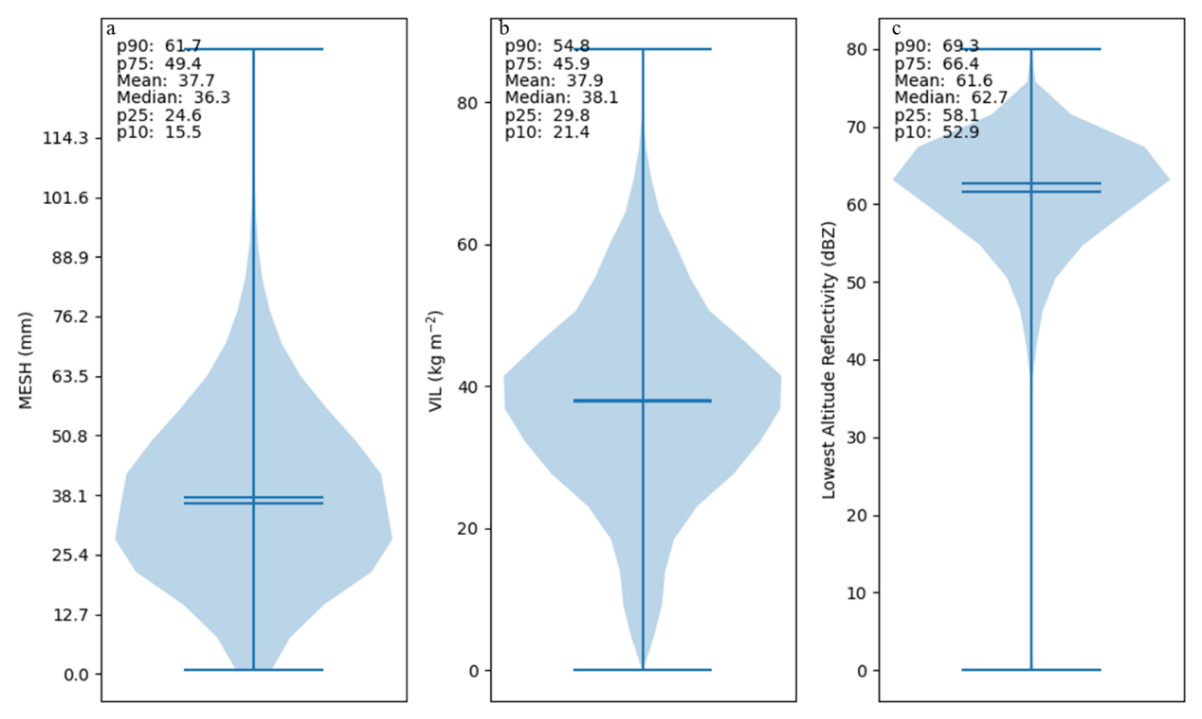 a
p90: 61.7
p75: 49.4
Mean: 37.7
Median: 36.3
p25: 24.6
p10: 15.5
114.3
101.6
88.9
76.2
63.5
50.8
38.1
25.4
12.7
0.0
MESH (mm)
b
p90: 54.8
p75: 45.9
Mean: 37.9
Median: 38.1
p25: 29.8
p10: 21.4
80
60
40
20
0
VIL (kg m⁻²)
c
p90: 69.3
p75: 66.4
Mean: 61.6
Median: 62.7
p25: 58.1
p10: 52.9
80
70
60
50
40
30
20
10
0
Lowest Altitude Reflectivity (dBZ)